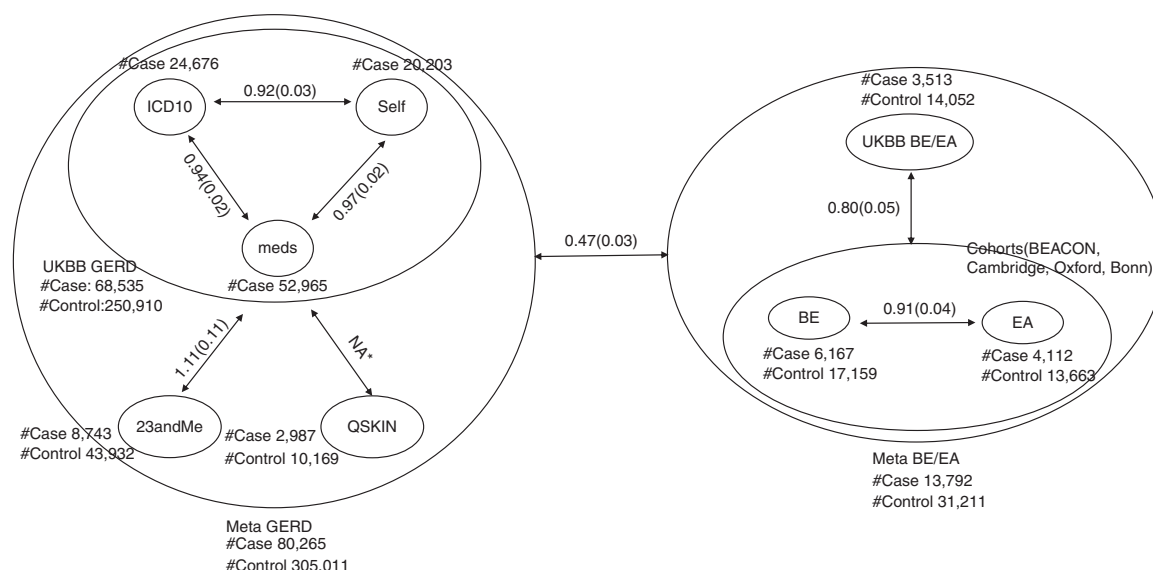 #Case 24,676
#Case 20,203
ICD10
0.92(0.03)
Self
0.94(0.02)
0.97(0.02)
meds
UKBB GERD
#Case: 68,535
#Control:250,910
#Case 52,965
1.11(0.11)
NA*
23andMe
#Case 8,743
#Control 43,932
QSKIN
#Case 2,987
#Control 10,169
Meta GERD
#Case 80,265
#Control 305,011
0.47(0.03)
#Case 3,513
#Control 14,052
UKBB BE/EA
0.80(0.05)
Cohorts(BEACON,
Cambridge, Oxford, Bonn)
BE
0.91(0.04)
EA
#Case 6,167
#Control 17,159
#Case 4,112
#Control 13,663
Meta BE/EA
#Case 13,792
#Control 31,211